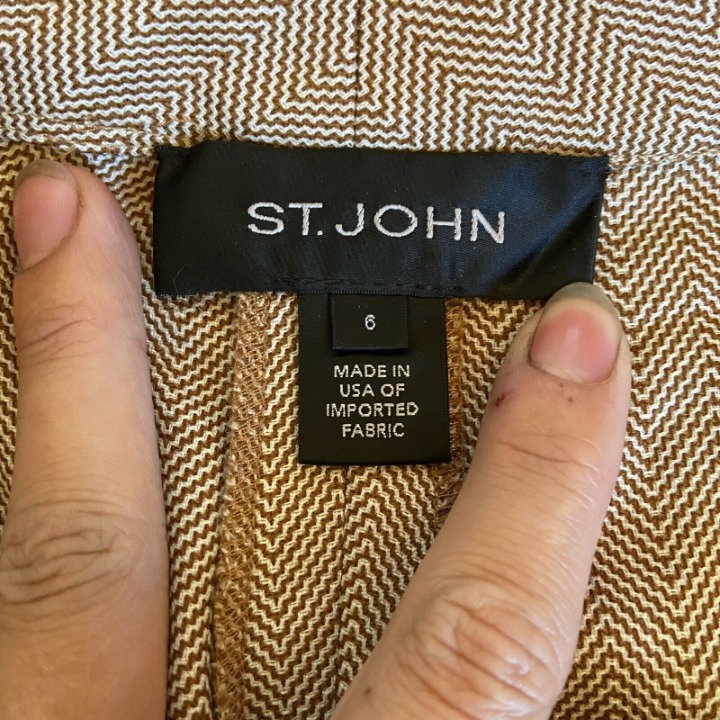 ST. JOHN
6
MADE IN
USA OF
IMPORTED
FABRIC